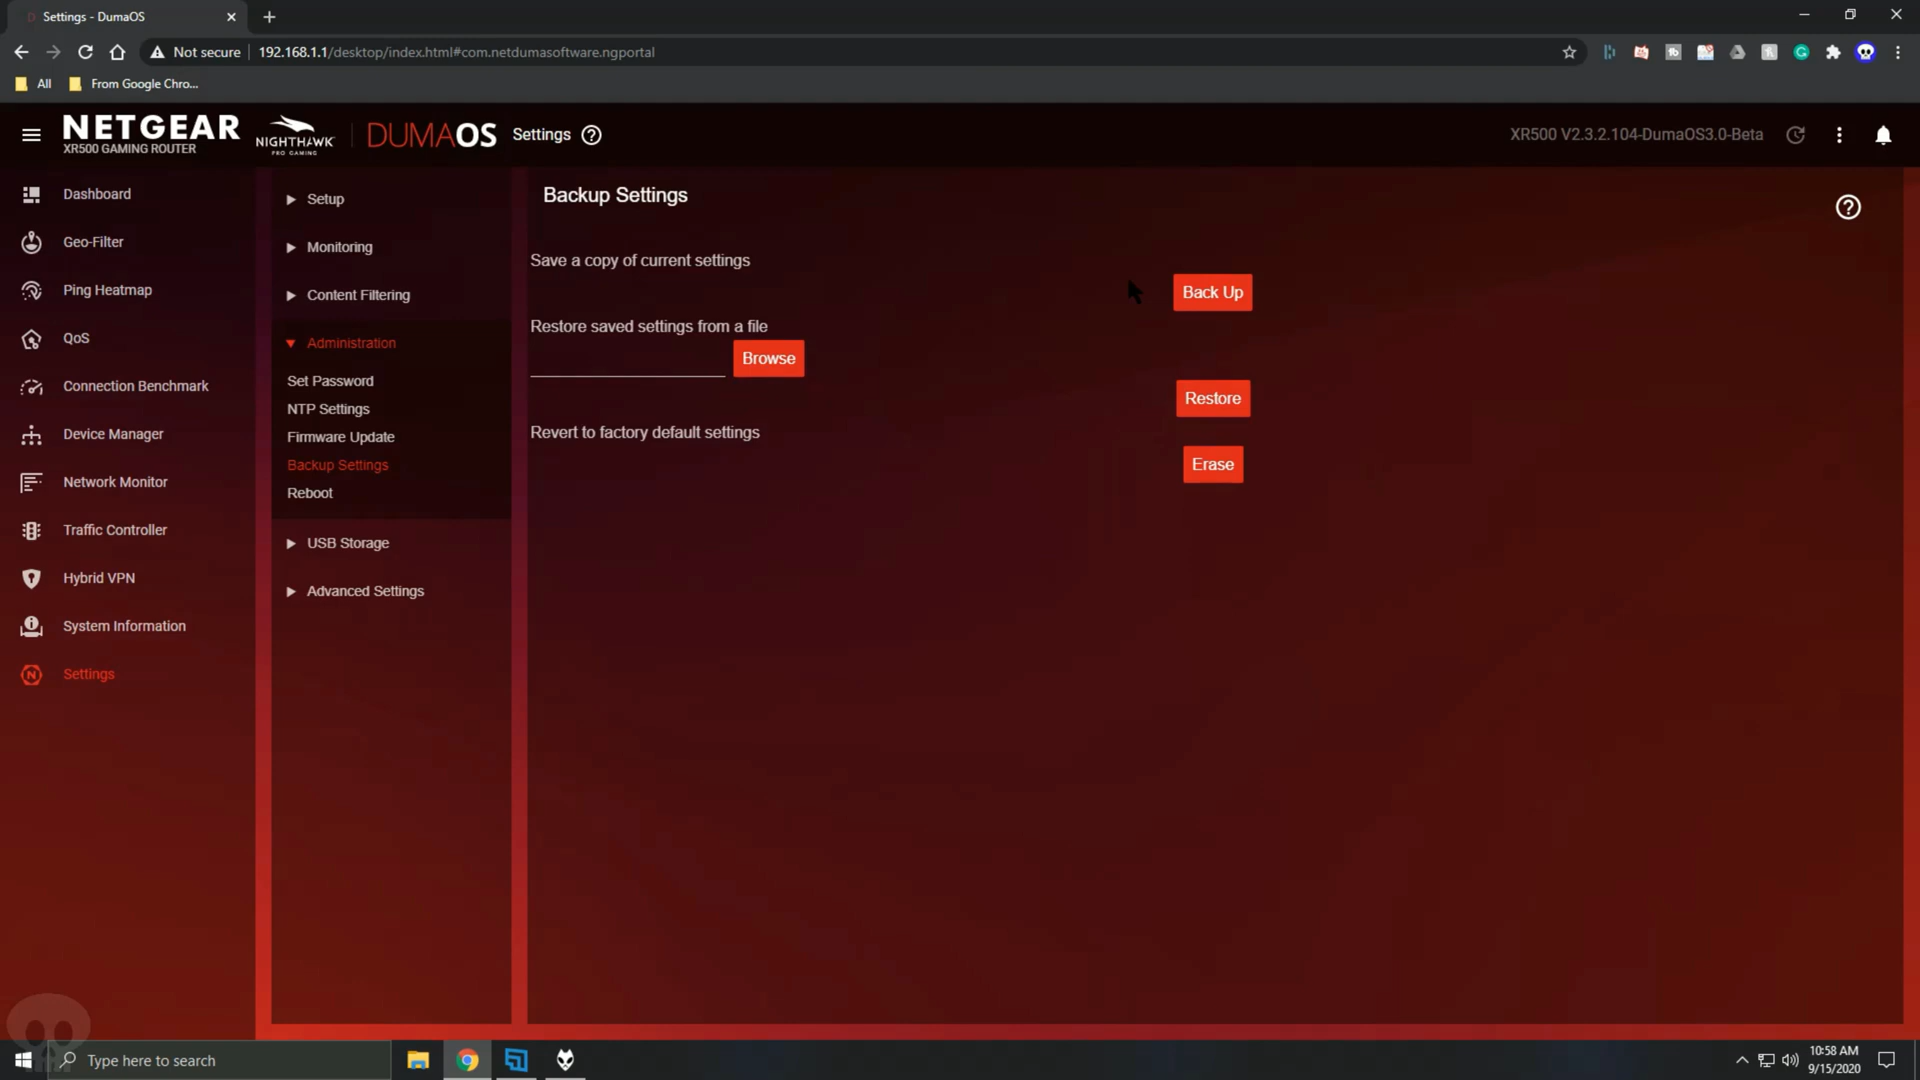 Settings - DumaOS
Not secure
192.168.1.1/desktop/index.html#com.netdumasoftware.ngportal
All
From Google Chro...
NETGEAR
XR500 GAMING ROUTER
NIGHTHAWK
PRO GAMING
DUMAOS
Settings
XR500 V2.3.2.104-DumaOS3.0-Beta
Dashboard
Geo-Filter
Ping Heatmap
QoS
Connection Benchmark
Device Manager
Network Monitor
Traffic Controller
Hybrid VPN
System Information
Settings
Setup
Monitoring
Content Filtering
Administration
Set Password
NTP Settings
Firmware Update
Backup Settings
Reboot
USB Storage
Advanced Settings
Backup Settings
Save a copy of current settings
Back Up
Restore saved settings from a file
Browse
Restore
Revert to factory default settings
Erase
Type here to search
10:58 AM
9/15/2020